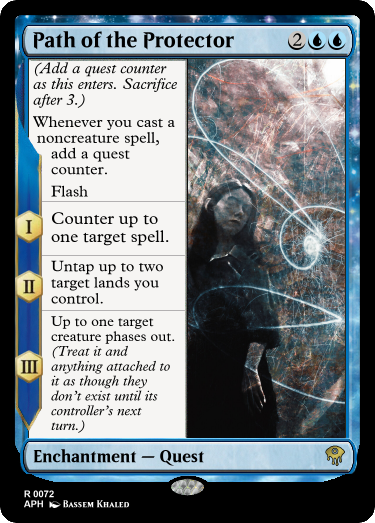 Path of the Protector 2
(Add a quest counter
as this enters. Sacrifice
after 3.)
Whenever you cast a
noncreature spell,
add a quest
counter.
Flash
I Counter up to
one target spell.
II Untap up to two
target lands you
control.
III Up to one target
creature phases out.
(Treat it and
anything attached to
it as though they
don't exist until its
controller's next
turn.)
Enchantment — Quest
R 0072
APH Bassem Khaled